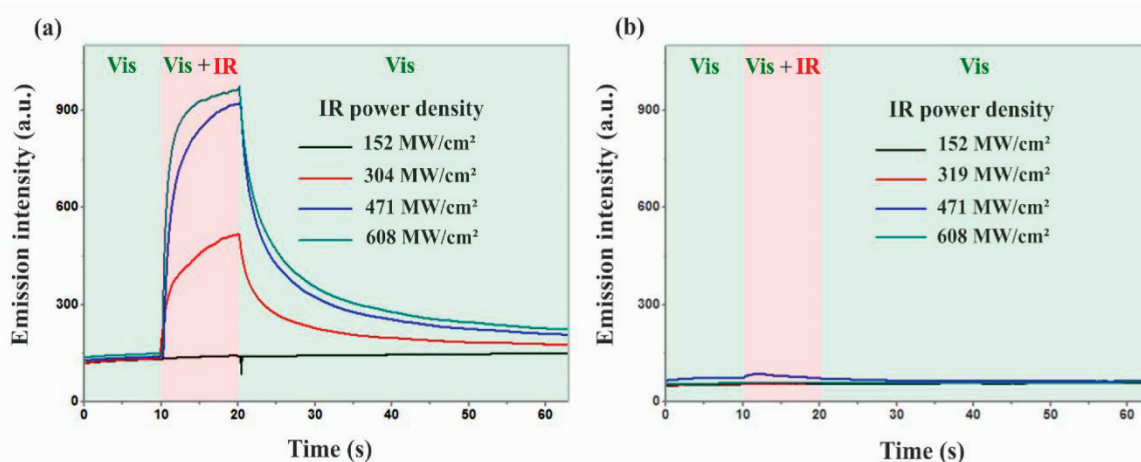 (a)
Vis Vis + IR Vis
Emission intensity (a.u.)
900
600
300
0
IR power density
152 MW/cm²
304 MW/cm²
471 MW/cm²
608 MW/cm²
0 10 20 30 40 50 60
Time (s)
(b)
Vis Vis + IR Vis
Emission intensity (a.u.)
900
600
300
0
IR power density
152 MW/cm²
319 MW/cm²
471 MW/cm²
608 MW/cm²
0 10 20 30 40 50 60
Time (s)